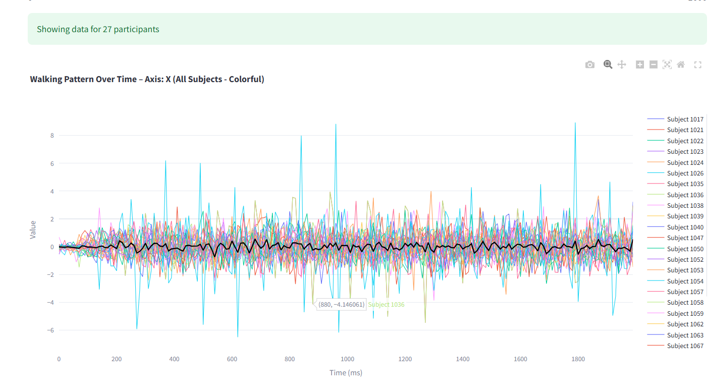 Showing data for 27 participants
Walking Pattern Over Time – Axis: X (All Subjects - Colorful)
8
6
4
2
0
−2
−4
−6
Value
0
200
400
600
800
1000
1200
1400
1600
1800
Time (ms)
(880, −4.146061) Subject 1036
Subject 1017
Subject 1021
Subject 1022
Subject 1023
Subject 1024
Subject 1026
Subject 1035
Subject 1036
Subject 1038
Subject 1047
Subject 1050
Subject 1052
Subject 1053
Subject 1054
Subject 1057
Subject 1058
Subject 1059
Subject 1062
Subject 1063
Subject 1067